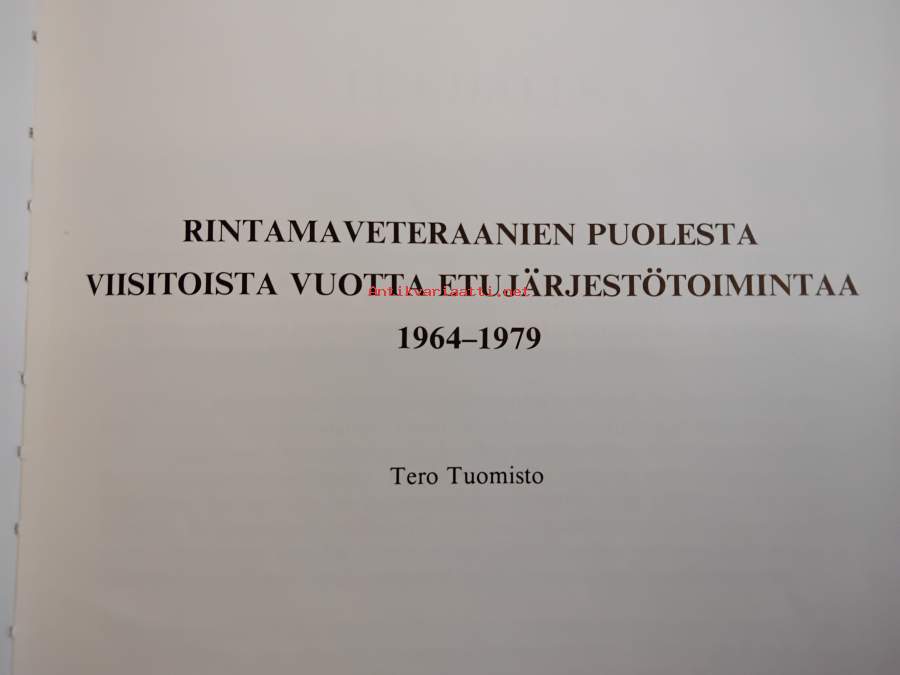 RINTAMAVETERAANIEN PUOLESTA
VIISITOISTA VUOTTA ETUJÄRJESTÖTOIMINTAA
Antikvariaatti.net
1964–1979
Tero Tuomisto